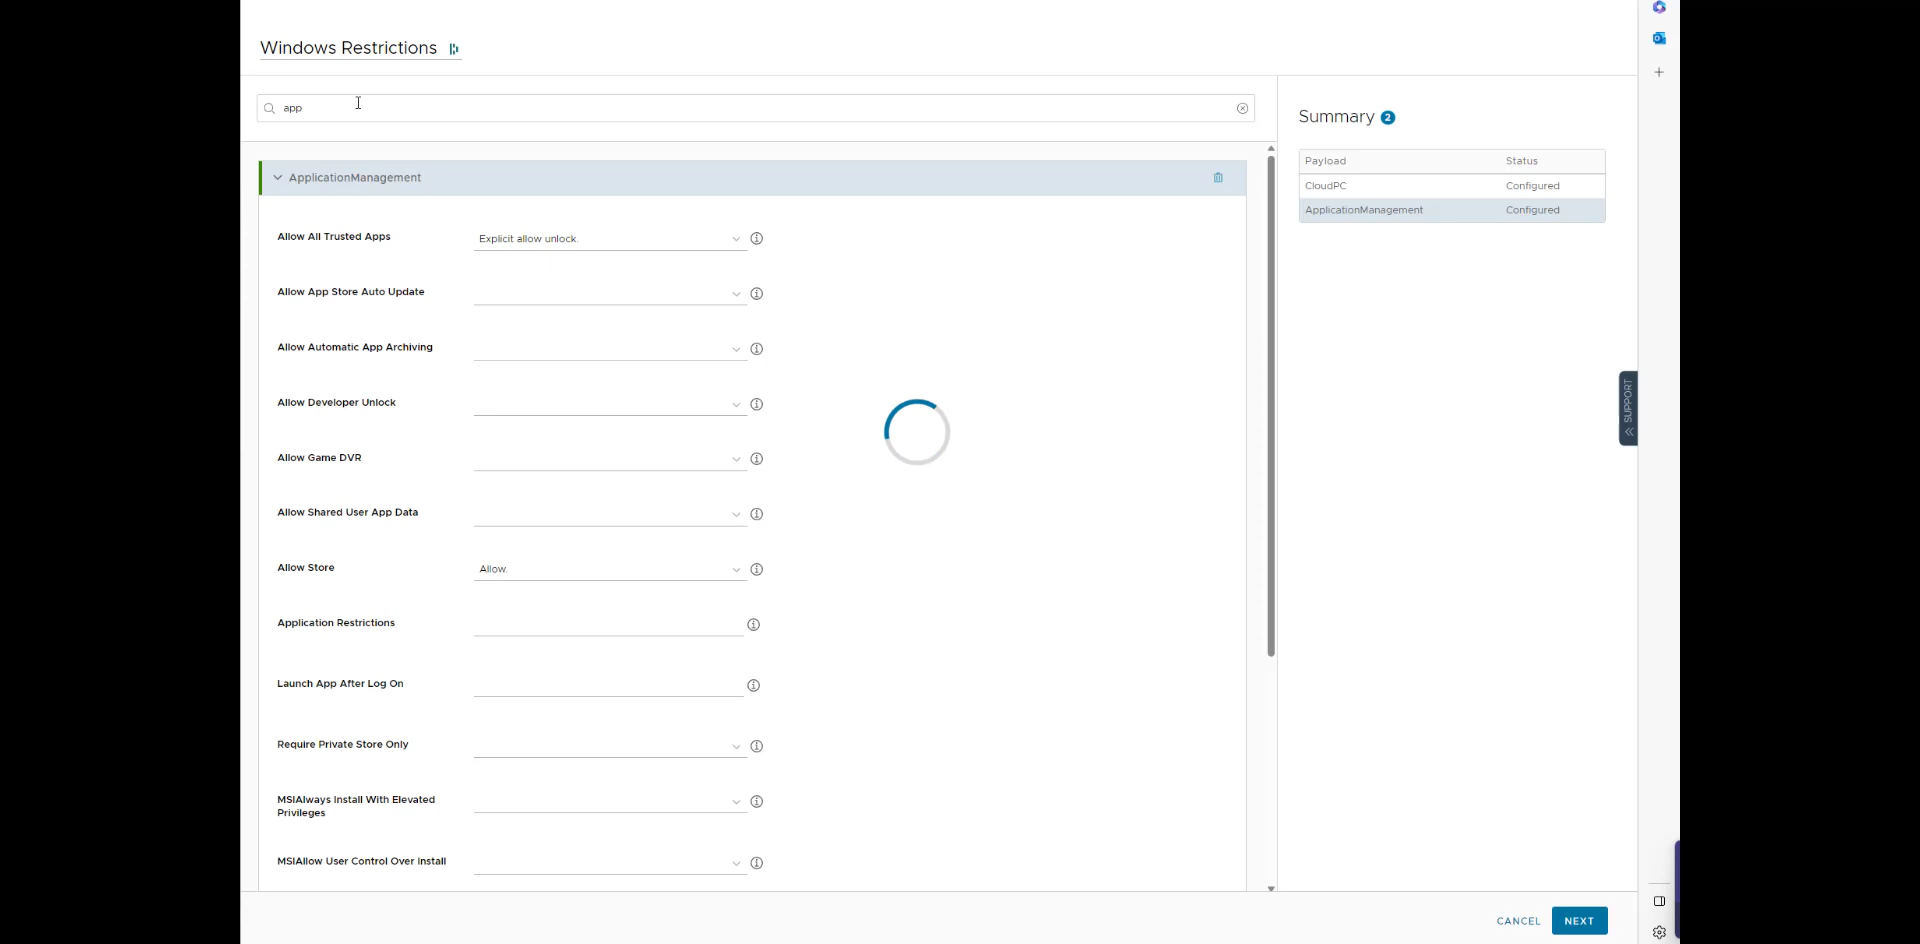 Windows Restrictions
app
Summary 2
Payload Status
CloudPC Configured
ApplicationManagement Configured
ApplicationManagement
Allow All Trusted Apps Explicit allow unlock.
Allow App Store Auto Update
Allow Automatic App Archiving
Allow Developer Unlock
Allow Game DVR
Allow Shared User App Data
Allow Store Allow.
Application Restrictions
Launch App After Log On
Require Private Store Only
MSIAlways Install With Elevated
Privileges
MSIAllow User Control Over Install
SUPPORT
CANCEL NEXT